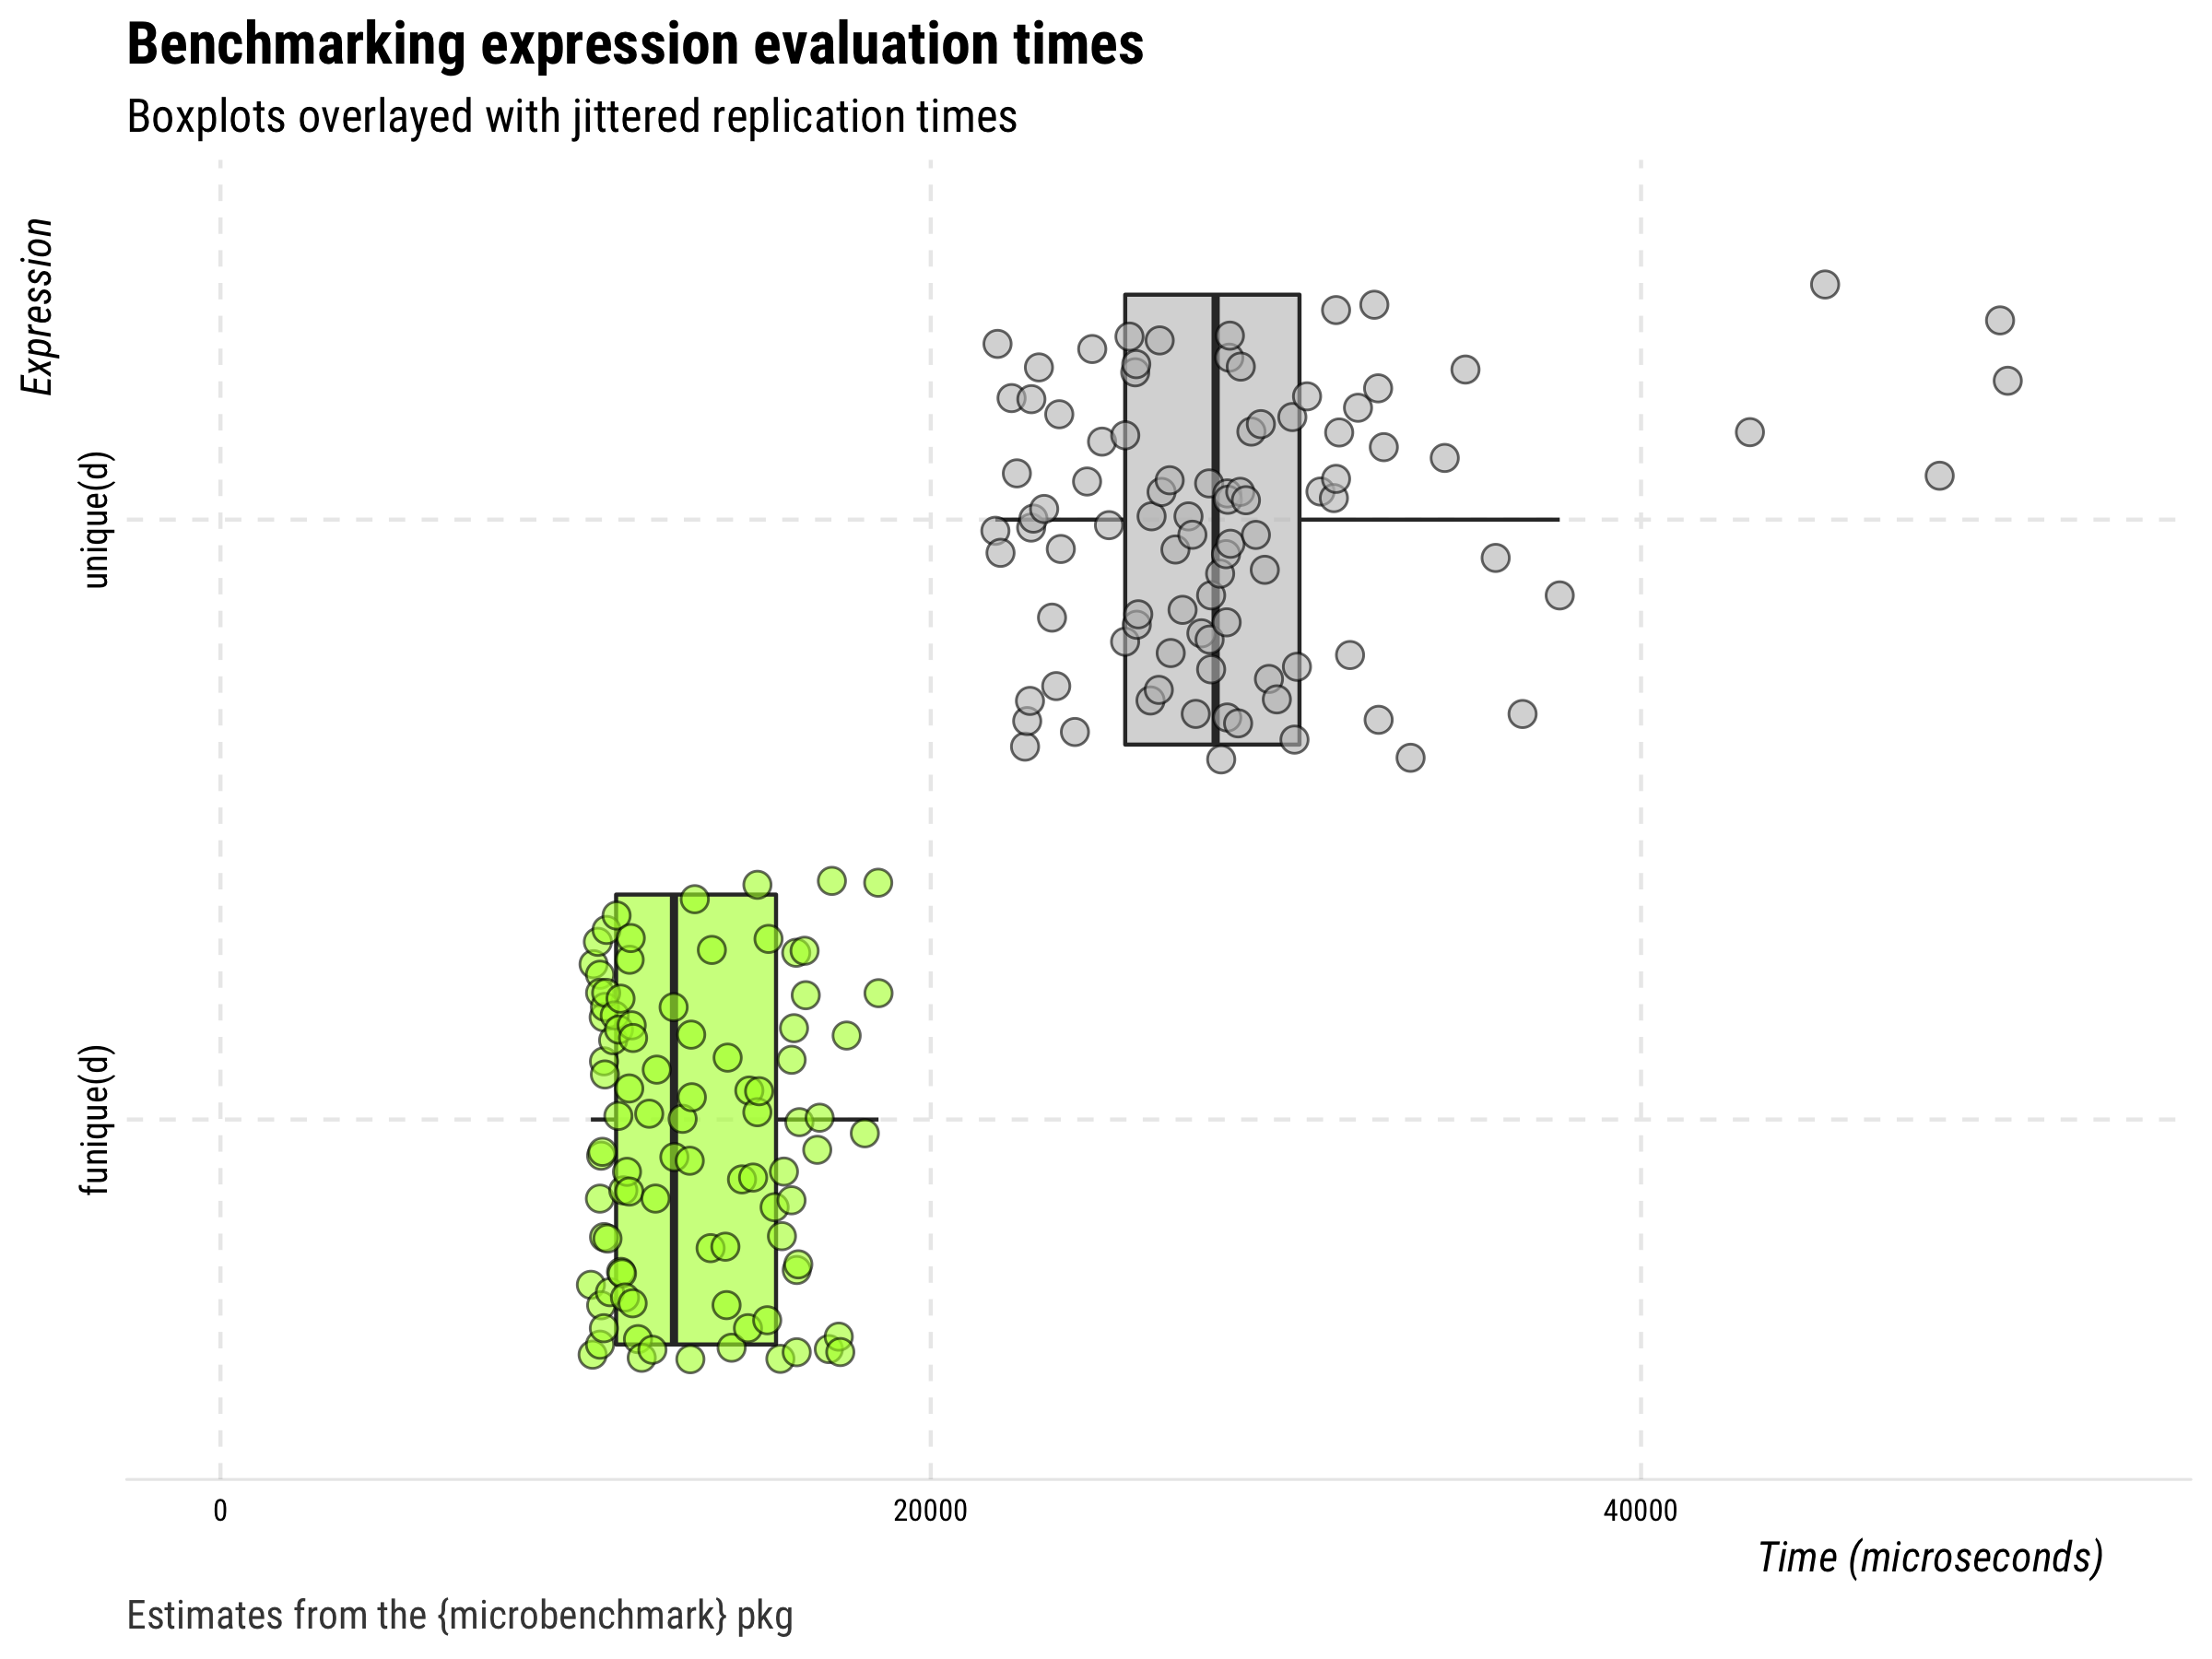 Benchmarking expression evaluation times
Boxplots overlayed with jittered replication times
Expression
unique(d)
funique(d)
0
20000
40000
Time (microseconds)
Estimates from the {microbenchmark} pkg